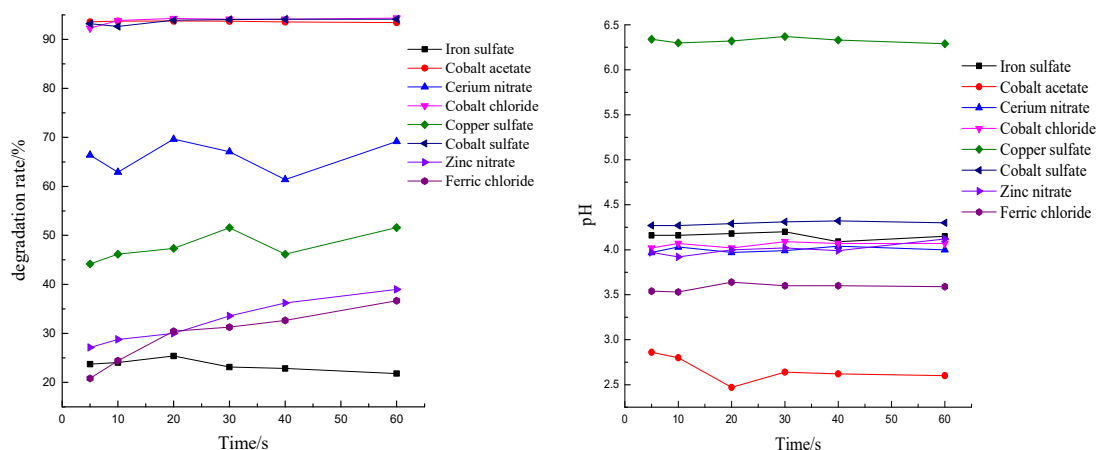 90
80
70
60
50
40
30
20
degradation rate/%
0
10
20
30
40
50
60
Time/s
Iron sulfate
Cobalt acetate
Cerium nitrate
Cobalt chloride
Copper sulfate
Cobalt sulfate
Zinc nitrate
Ferric chloride
6.5
6.0
5.5
5.0
4.5
4.0
3.5
3.0
2.5
pH
0
10
20
30
40
50
60
Time/s
Iron sulfate
Cobalt acetate
Cerium nitrate
Cobalt chloride
Copper sulfate
Cobalt sulfate
Zinc nitrate
Ferric chloride